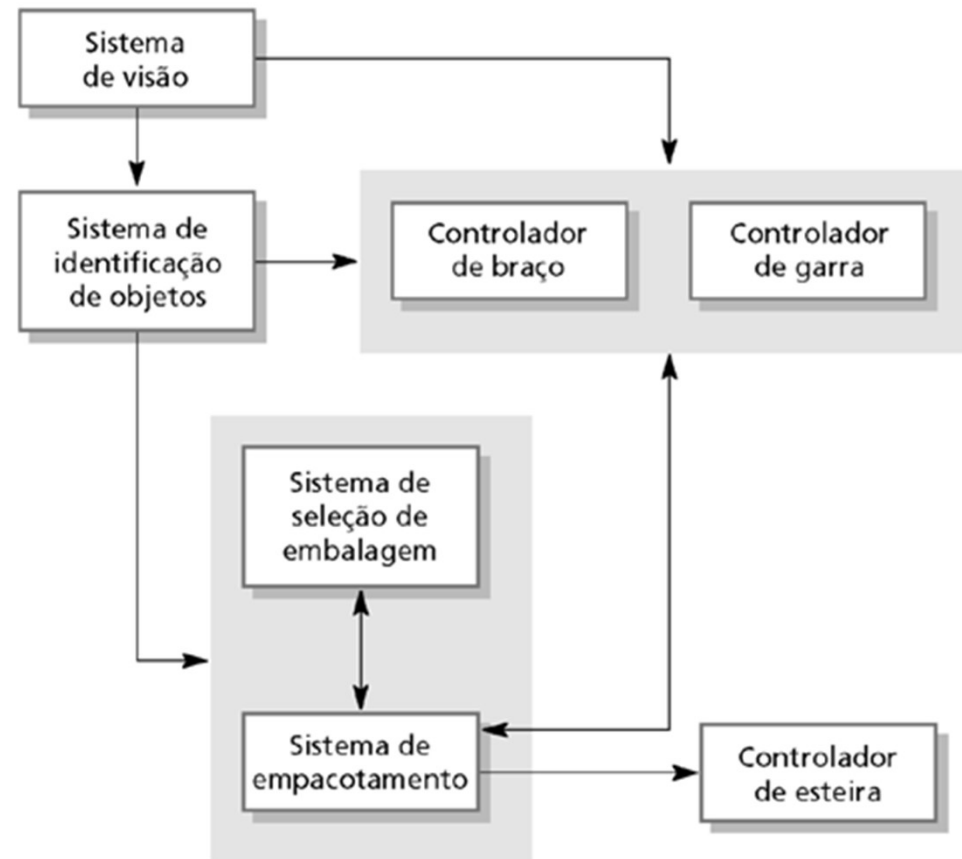 Sistema
de visão
Sistema de
identificação
de objetos
Controlador
de braço
Controlador
de garra
Sistema de
seleção de
embalagem
Sistema de
empacotamento
Controlador
de esteira